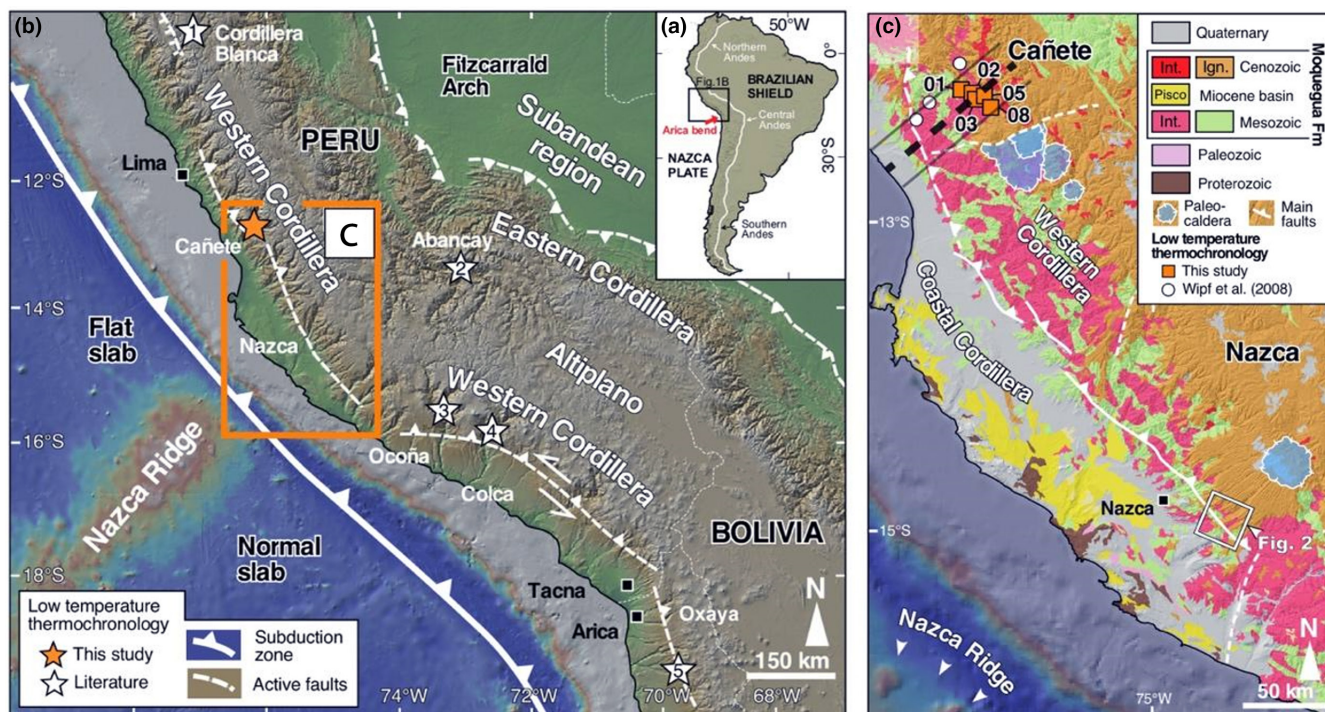 (b)
1
Cordillera
Blanca
Fitzcarrald
Arch
Subandean
region
PERU
Western Cordillera
Lima
12°S
Cañete
C
Abancay
2
Eastern Cordillera
14°S
Flat
slab
Nazca
Altiplano
Western Cordillera
3
4
16°S
Ocoña
Nazca Ridge
Colca
BOLIVIA
Normal
slab
18°S
Tacna
Arica
Oxaya
N
150 km
5
74°W
72°W
70°W
68°W
Low temperature
thermochronology
This study
Literature
Subduction
zone
Active faults
(a)
50°W
0°
Northern
Andes
Fig.1B
BRAZILIAN
SHIELD
Arica bend
Central
Andes
NAZCA
PLATE
30°S
Southern
Andes
(c)
Cañete
01
02
05
03
08
13°S
Western
Cordillera
Coastal Cordillera
Nazca
Nazca
15°S
Fig. 2
Nazca Ridge
75°W
N
50 km
Quaternary
Int.
Ign.
Cenozoic
Pisco
Miocene basin
Int.
Mesozoic
Moquegua Fm
Paleozoic
Proterozoic
Paleo-
caldera
Main
faults
Low temperature
thermochronology
This study
Wipf et al. (2008)